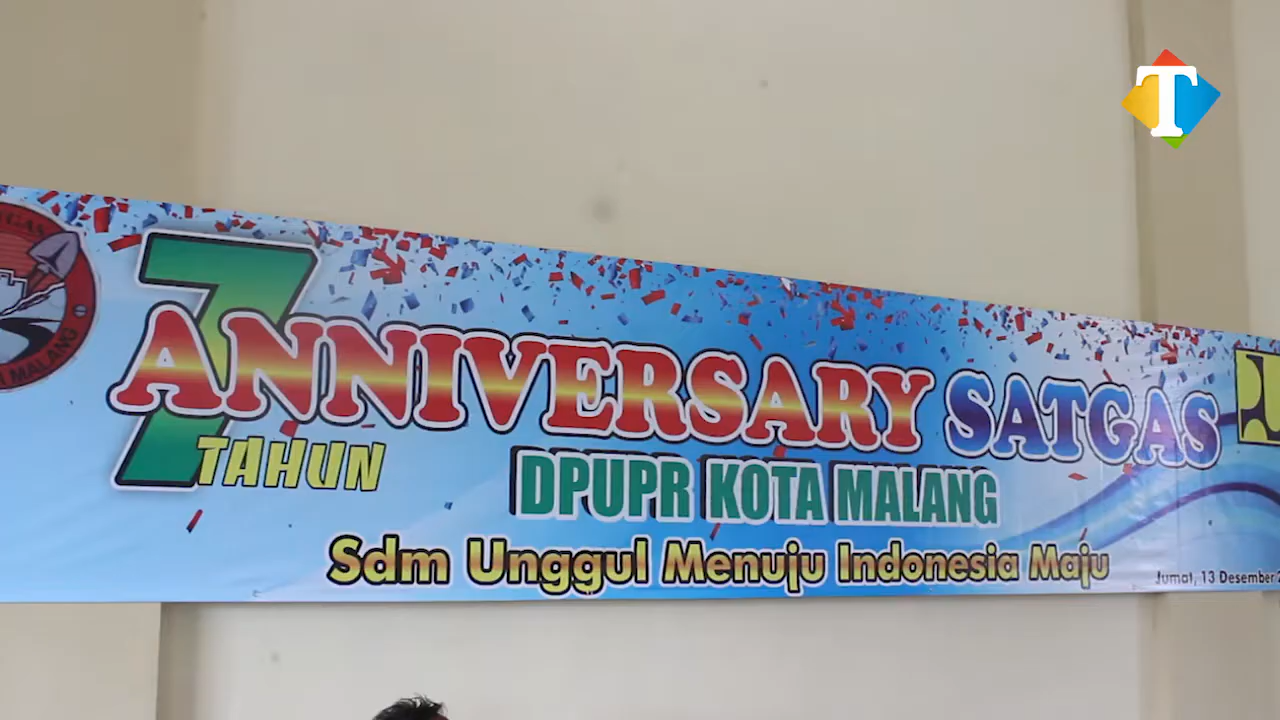 T
7 ANNIVERSARY SATGAS
TAHUN
DPUPR KOTA MALANG
Sdm Unggul Menuju Indonesia Maju
Jumat, 13 Desember